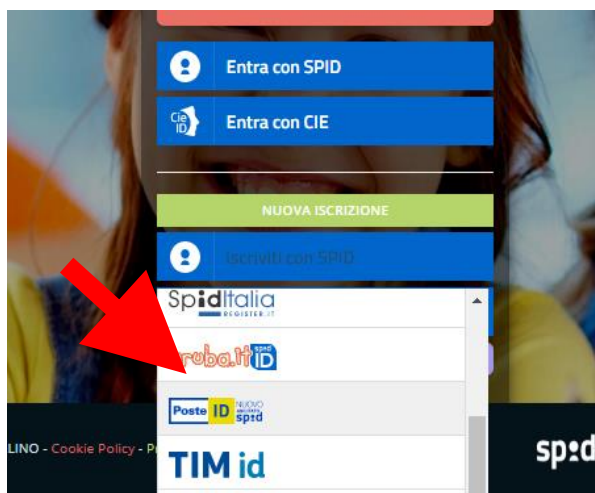 Entra con SPID
Cie
ID
Entra con CIE
NUOVA ISCRIZIONE
Iscriviti con SPID
SpidItalia
REGISTER.IT
aruba.it spid ID
Poste ID NUOVO
spid
TIM id
LINO - Cookie Policy - P
sp:d